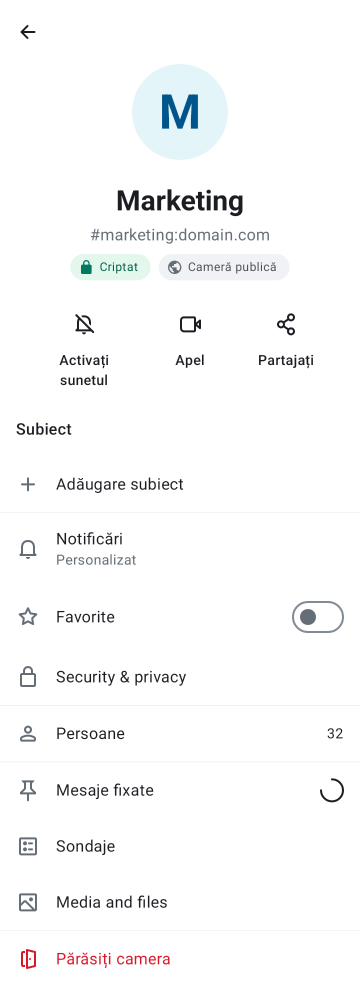 M
Marketing
#marketing:domain.com
Criptat
Cameră publică
Activați
sunetul
Apel
Partajați
Subiect
Adăugare subiect
Notificări
Personalizat
Favorite
Security & privacy
Persoane
32
Mesaje fixate
Sondaje
Media and files
Părăsiți camera